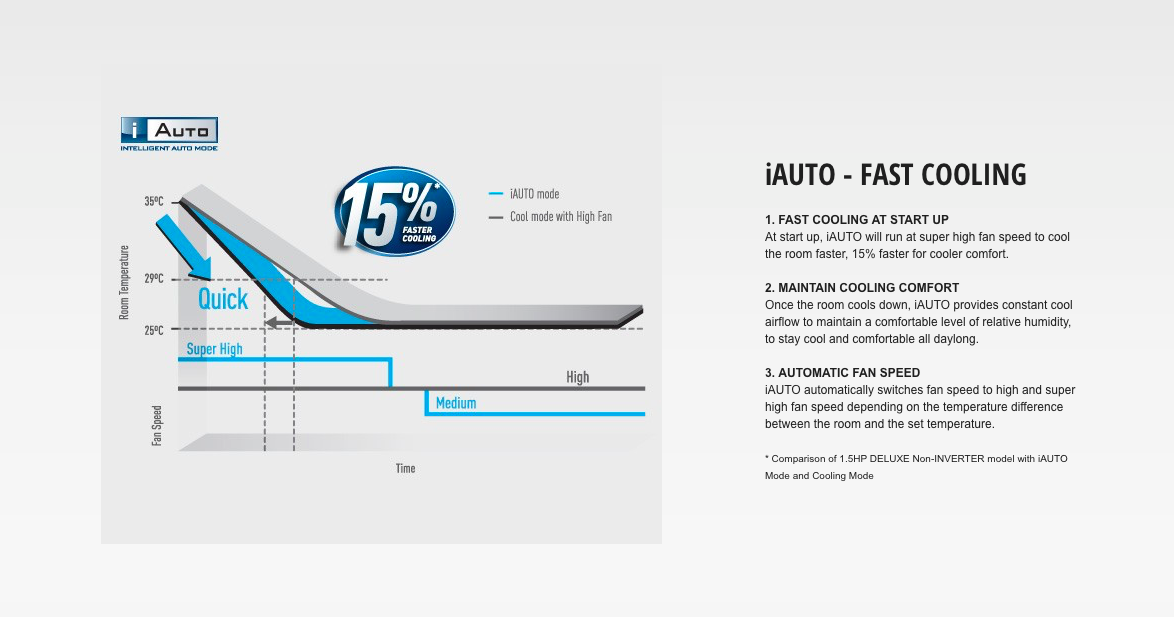 i AUTO
INTELLIGENT AUTO MODE
15%*
FASTER
COOLING
iAUTO mode
Cool mode with High Fan
35ºC
29ºC
25ºC
Room Temperature
Quick
Super High
High
Medium
Fan Speed
Time
iAUTO - FAST COOLING
1. FAST COOLING AT START UP
At start up, iAUTO will run at super high fan speed to cool
the room faster, 15% faster for cooler comfort.
2. MAINTAIN COOLING COMFORT
Once the room cools down, iAUTO provides constant cool
airflow to maintain a comfortable level of relative humidity,
to stay cool and comfortable all daylong.
3. AUTOMATIC FAN SPEED
iAUTO automatically switches fan speed to high and super
high fan speed depending on the temperature difference
between the room and the set temperature.
* Comparison of 1.5HP DELUXE Non-INVERTER model with iAUTO
Mode and Cooling Mode